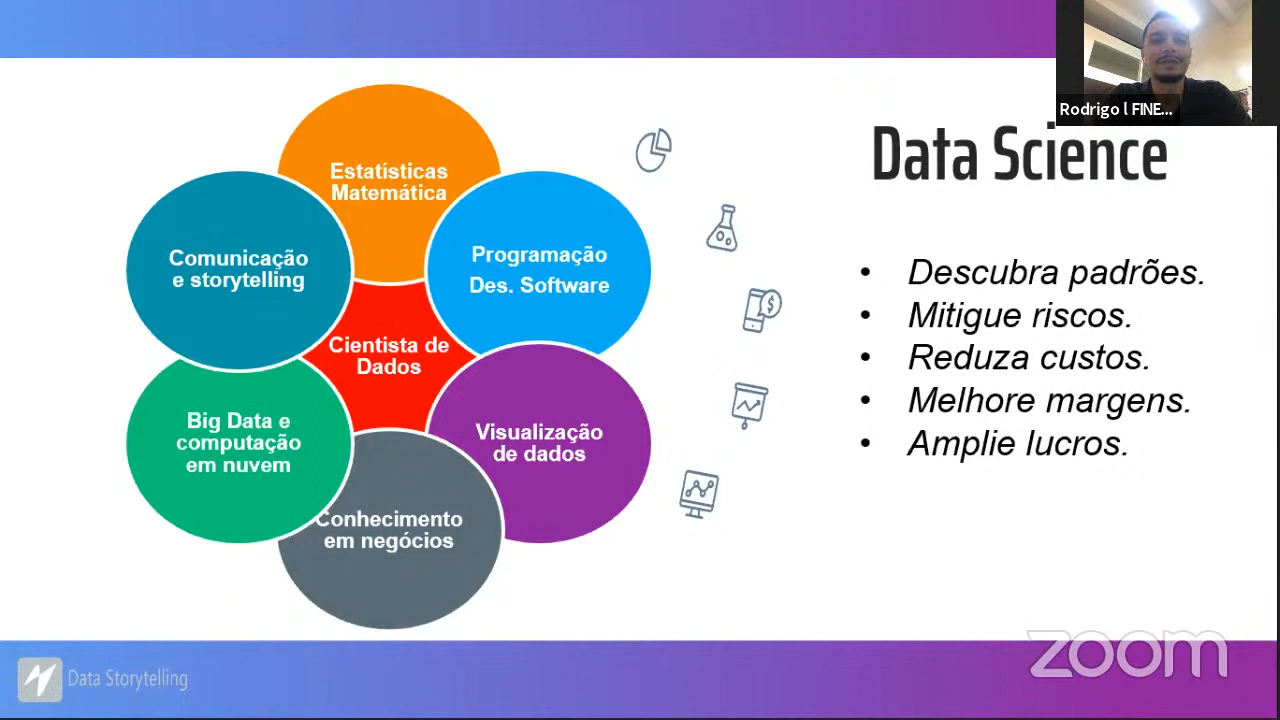 Rodrigo l FINE...
Data Science
Estatísticas
Matemática
Comunicação
e storytelling
Programação
Des. Software
Cientista de
Dados
Big Data e
computação
em nuvem
Visualização
de dados
Conhecimento
em negócios
• Descubra padrões.
• Mitigue riscos.
• Reduza custos.
• Melhore margens.
• Amplie lucros.
Data Storytelling
zoom